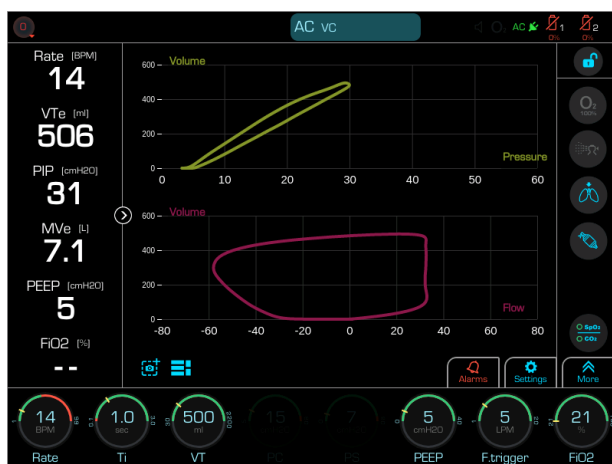 AC VC
O₂
AC
1
0%
2
0%
Rate [BPM]
14
VTe [ml]
506
PIP [cmH2O]
31
MVe [L]
7.1
PEEP [cmH2O]
5
FiO2 [%]
--
Volume
600
400
200
0
Pressure
0 10 20 30 40 50 60
Volume
600
400
200
0
Flow
-80 -60 -40 -20 0 20 40 60 80
O₂
100%
SpO₂
CO₂
Alarms
Settings
More
14
BPM
Rate
1.0
sec
Ti
500
ml
VT
15
PC
7
PS
5
cmH2O
PEEP
5
LPM
F.trigger
21
%
FiO2